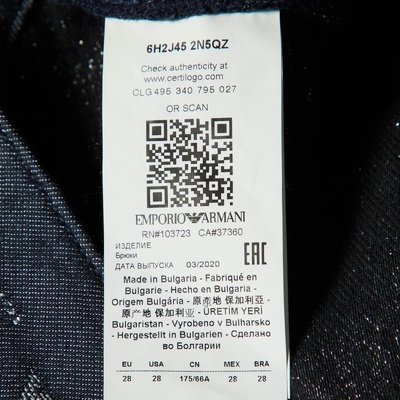 6H2J45 2N5QZ
Check authenticity at
www.certilogo.com
CLG 495 340 795 027
OR SCAN
EMPORIO ARMANI
RN#103723 CA#37360
ИЗДЕЛИЕ
Брюки
ДАТА ВЫПУСКА 03/2020
EAC
Made in Bulgaria - Fabriqué en
Bulgarie - Hecho en Bulgaria -
Origem Bulgária - 原產地 保加利亞 -
原产地 保加利亚 - ÜRETİM YERİ
Bulgaristan - Vyrobeno v Bulharsko
- Hergestellt in Bulgarien - Сделано
во Болгарии
EU USA CN MEX BRA
28 28 175/66A 28 28